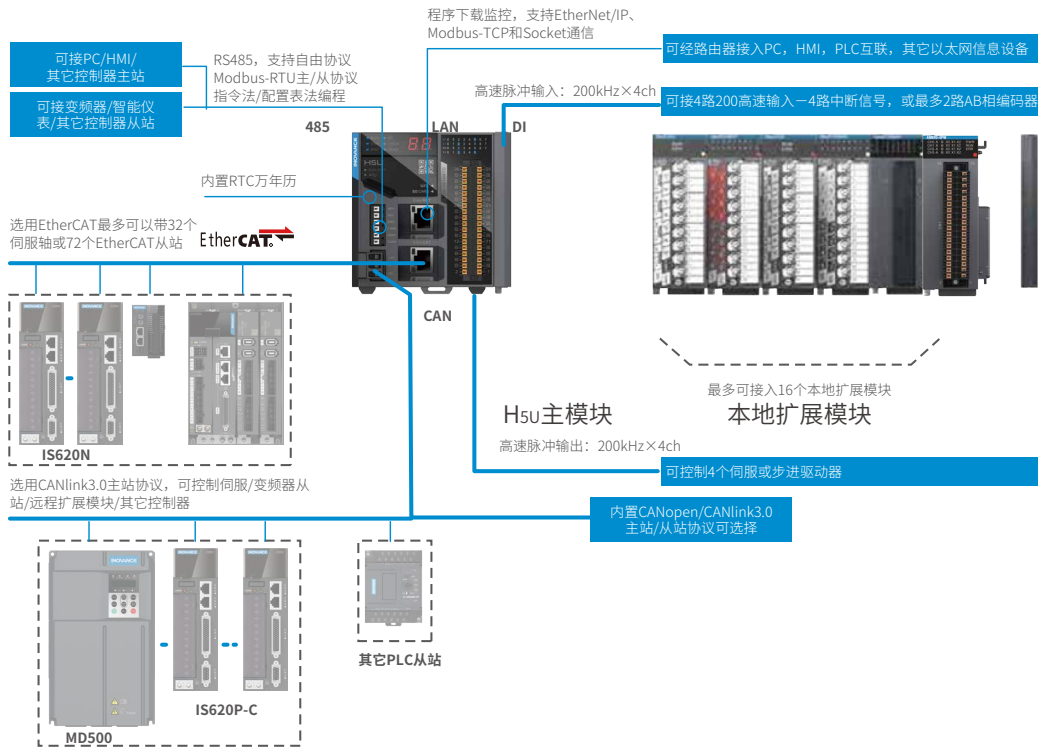 程序下载监控，支持EtherNet/IP、
Modbus-TCP和Socket通信
可接PC/HMI/
其它控制器主站
RS485，支持自由协议
Modbus-RTU主/从协议
指令法/配置表法编程
可经路由器接入PC，HMI，PLC互联，其它以太网信息设备
可接变频器/智能仪
表/其它控制器从站
高速脉冲输入：200kHz×4ch
可接4路200高速输入－4路中断信号，或最多2路AB相编码器
485
LAN
DI
INOVANCE
H5U
内置RTC万年历
选用EtherCAT最多可以带32个
伺服轴或72个EtherCAT从站
EtherCAT
CAN
最多可接入16个本地扩展模块
H5U主模块
本地扩展模块
IS620N
高速脉冲输出：200kHz×4ch
可控制4个伺服或步进驱动器
选用CANlink3.0主站协议，可控制伺服/变频器从
站/远程扩展模块/其它控制器
内置CANopen/CANlink3.0
主站/从站协议可选择
INOVANCE
其它PLC从站
IS620P-C
MD500